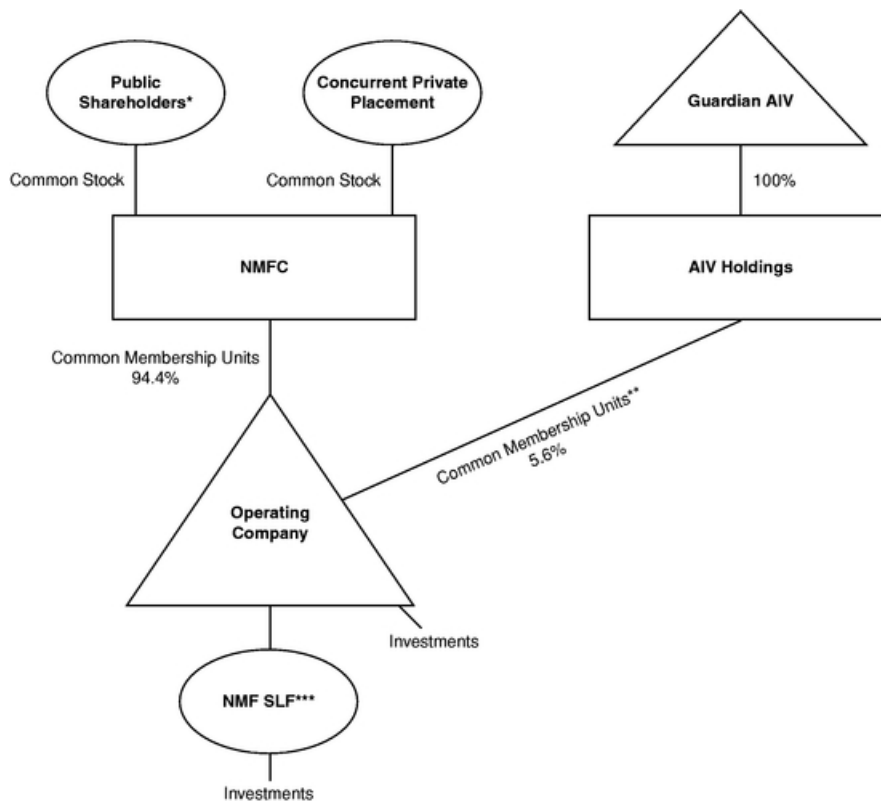 Public
Shareholders*
Concurrent Private
Placement
Guardian AIV
Common Stock
Common Stock
100%
NMFC
AIV Holdings
Common Membership Units
94.4%
Common Membership Units**
5.6%
Operating
Company
Investments
NMF SLF***
Investments